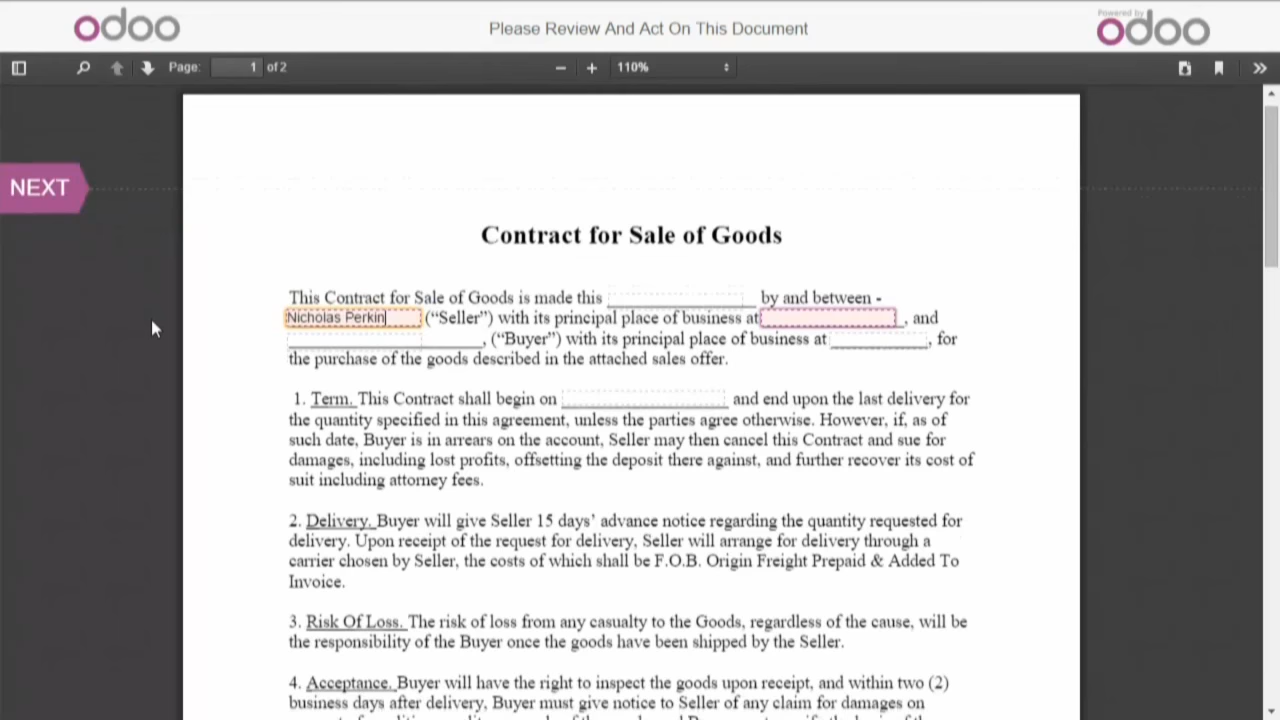 odoo
Please Review And Act On This Document
Powered by
odoo
Page: 1 of 2
110%
NEXT
Contract for Sale of Goods
This Contract for Sale of Goods is made this by and between -
Nicholas Perkin ("Seller") with its principal place of business at , and
, ("Buyer") with its principal place of business at , for
the purchase of the goods described in the attached sales offer.
1. Term. This Contract shall begin on and end upon the last delivery for
the quantity specified in this agreement, unless the parties agree otherwise. However, if, as of
such date, Buyer is in arrears on the account, Seller may then cancel this Contract and sue for
damages, including lost profits, offsetting the deposit there against, and further recover its cost of
suit including attorney fees.
2. Delivery. Buyer will give Seller 15 days' advance notice regarding the quantity requested for
delivery. Upon receipt of the request for delivery, Seller will arrange for delivery through a
carrier chosen by Seller, the costs of which shall be F.O.B. Origin Freight Prepaid & Added To
Invoice.
3. Risk Of Loss. The risk of loss from any casualty to the Goods, regardless of the cause, will be
the responsibility of the Buyer once the goods have been shipped by the Seller.
4. Acceptance. Buyer will have the right to inspect the goods upon receipt, and within two (2)
business days after delivery, Buyer must give notice to Seller of any claim for damages on